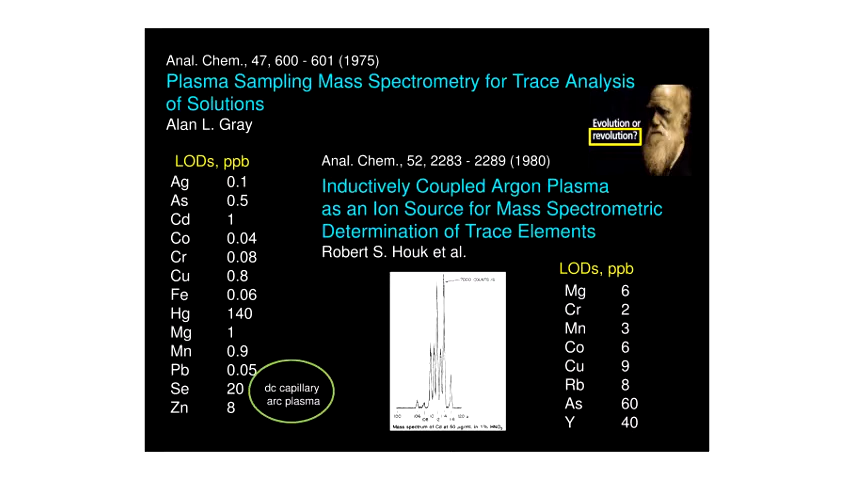 Anal. Chem., 47, 600 - 601 (1975)
Plasma Sampling Mass Spectrometry for Trace Analysis
of Solutions
Alan L. Gray
Evolution or
revolution?
LODs, ppb
Ag 0.1
As 0.5
Cd 1
Co 0.04
Cr 0.08
Cu 0.8
Fe 0.06
Hg 140
Mg 1
Mn 0.9
Pb 0.05
Se 20
Zn 8
dc capillary
arc plasma
Anal. Chem., 52, 2283 - 2289 (1980)
Inductively Coupled Argon Plasma
as an Ion Source for Mass Spectrometric
Determination of Trace Elements
Robert S. Houk et al.
Mass spectrum of Cd at 50 μg/ml in 1% HNO3
LODs, ppb
Mg 6
Cr 2
Mn 3
Co 6
Cu 9
Rb 8
As 60
Y 40